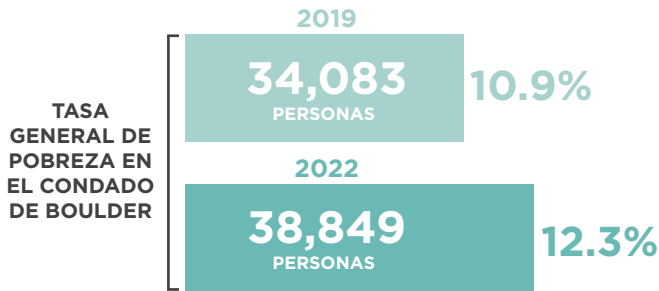 TASA
GENERAL DE
POBREZA EN
EL CONDADO
DE BOULDER
2019
34,083
PERSONAS
10.9%
2022
38,849
PERSONAS
12.3%